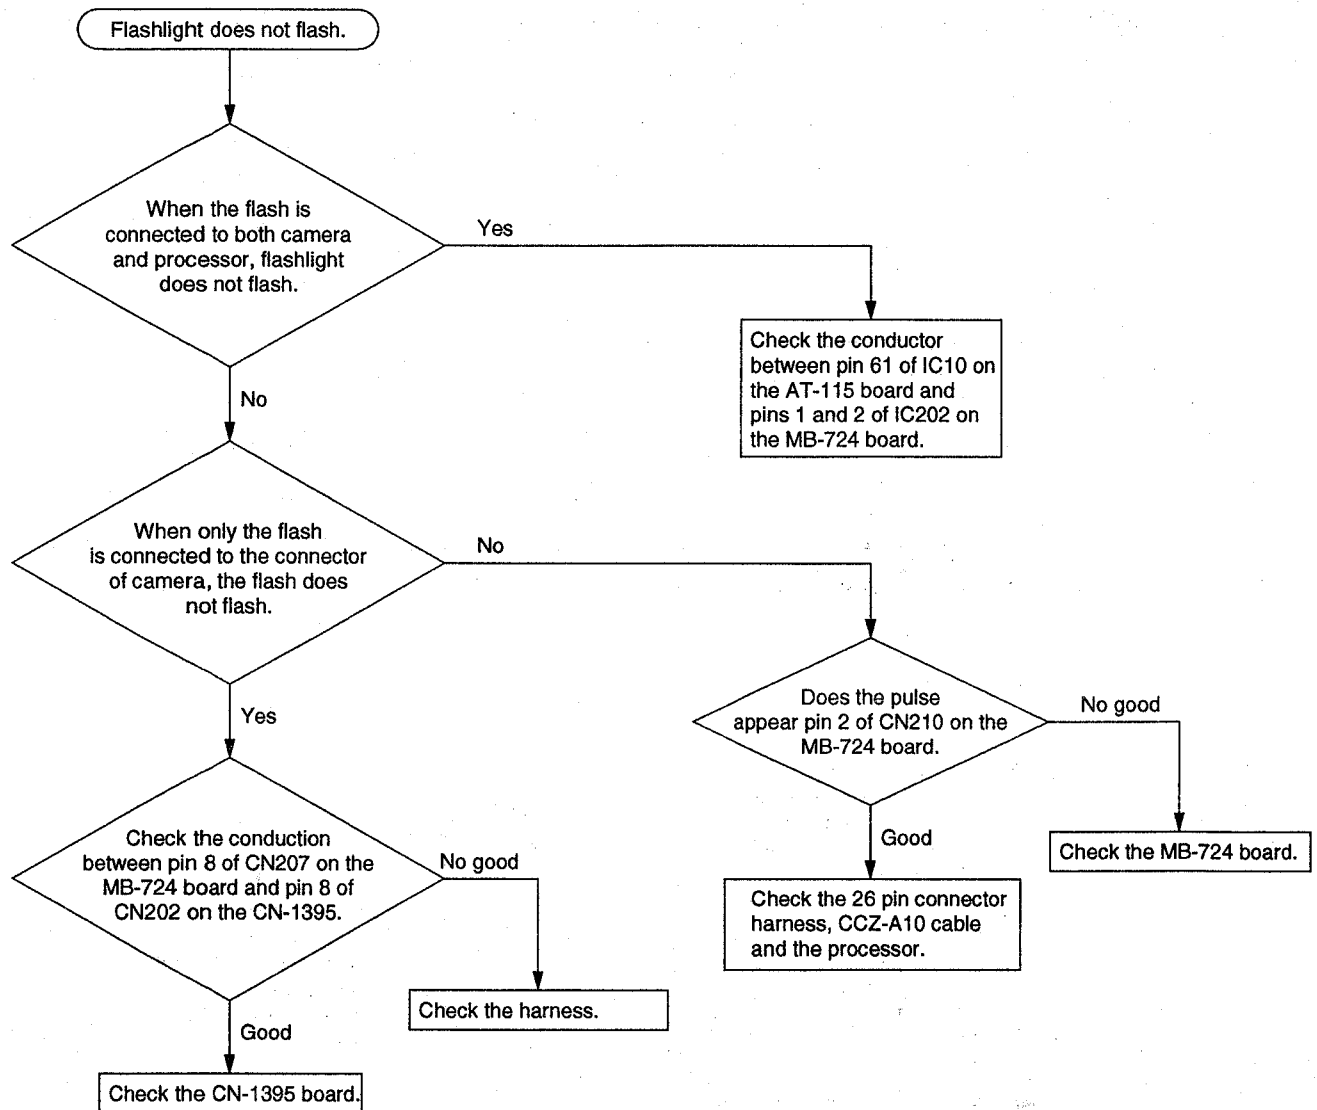 Flashlight does not flash.
When the flash is
connected to both camera
and processor, flashlight
does not flash.
Yes
Check the conductor
between pin 61 of IC10 on
the AT-115 board and
pins 1 and 2 of IC202 on
the MB-724 board.
No
When only the flash
is connected to the connector
of camera, the flash does
not flash.
No
Does the pulse
appear pin 2 of CN210 on the
MB-724 board.
No good
Check the MB-724 board.
Good
Check the 26 pin connector
harness, CCZ-A10 cable
and the processor.
Yes
Check the conduction
between pin 8 of CN207 on the
MB-724 board and pin 8 of
CN202 on the CN-1395.
No good
Check the harness.
Good
Check the CN-1395 board.